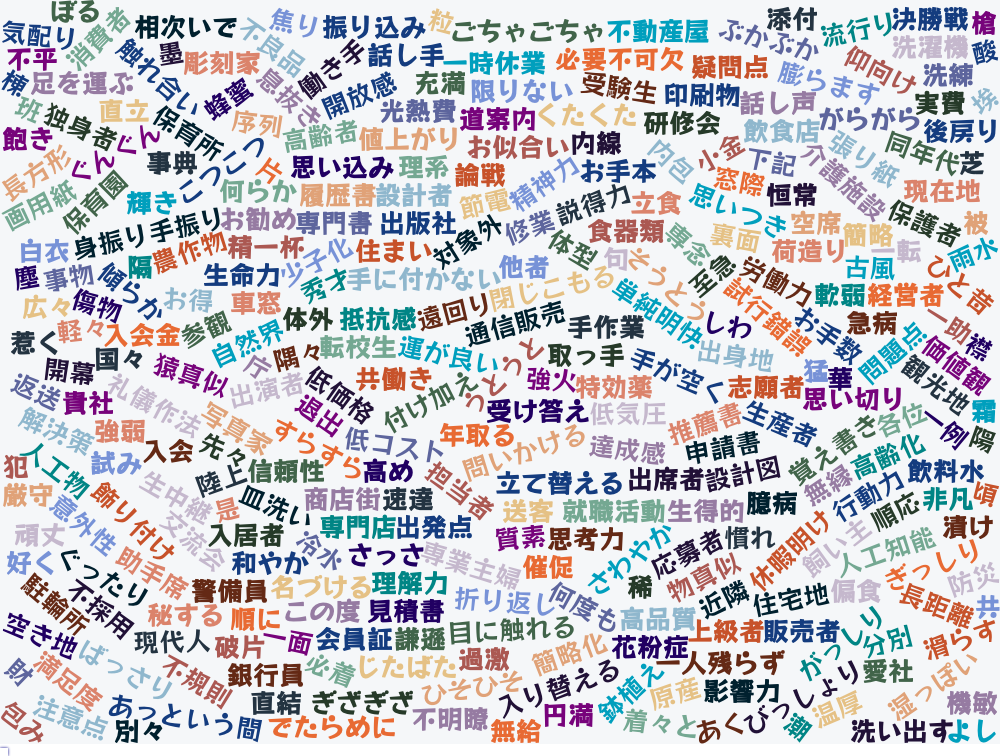 ぼる
気配り
消費者
相次いで
不良品
焦り
振り込み
粒
ごちゃごちゃ
不動産屋
ぷかぷか
添付
流行り
決勝戦
槍
不平
触れ合い
墨
彫刻家
働き手
話し手
一時休業
必要不可欠
疑問点
膨らます
仰向け
洗濯機
酸
棟
足を運ぶ
蜂蜜
息抜き
開放感
充満
限りない
受験生
印刷物
話し声
洗練
埃
班
独身者
直立
保育所
序列
高齢者
光熱費
道案内
くたくた
研修会
飲食店
がらがら
実費
後戻り
飽き
ぐんぐん
値上がり
お似合い
内線
内包
小金
下記
介護施設
張り紙
同年代
芝
長方形
事典
こつこつ
片
思い込み
理系
論戦
精神力
お手本
窓際
恒常
現在地
画用紙
保育園
輝き
何らか
履歴書
設計者
節電
修業
説得力
立食
思いつき
空席
簡略
保護者
被
白衣
身振り手振り
お勧め
専門書
出版社
対象外
体型
食器類
専念
裏面
荷造り
一転
雨水
塵
事物
傾らか
隔
農作物
精一杯
少子化
住まい
生命力
秀才
手に付かない
他者
句
そうっと
至急
労働力
古風
ひと昔
広々
傷物
お得
車窓
閉じこもる
単純明快
しわ
試行錯誤
お手数
軟弱
経営者
一助
惹く
軽々
入会金
参観
自然界
体外
抵抗感
遠回り
通信販売
手作業
急病
問題点
価値観
襟
開幕
国々
猿真似
介
隅々
転校生
運が良い
うとうと
取っ手
手が空く
出身地
猛
華
観光地
返送
貴社
礼儀作法
出演者
低価格
共働き
付け加え
強火
特効薬
志願者
思い切り
霜
解決策
強弱
写真家
退出
受け答え
低気圧
推薦書
生産者
一例
陽
入会
先々
すらすら
低コスト
年取る
問いかける
達成感
申請書
覚え書き
各位
犯
人工物
試み
陸上
信頼性
高め
担当者
立て替える
出席者
設計図
無縁
高齢化
飲料水
厳守
意外性
飾り付け
生中継
是
皿洗い
商店街
速達
送客
就職活動
生得的
臆病
行動力
順応
非凡
頃
頑丈
交流会
入居者
専門店
出発点
質素
思考力
さわやか
応募者
慣れ
休暇明け
飼い主
人工知能
漬け
好く
ぐったり
助手席
和やか
冷水
さっさ
専業主婦
催促
稀
物真似
ぎっしり
防災
駐輪所
不採用
警備員
名づける
理解力
折り返し
何度も
近隣
住宅地
偏食
長距離
共
空き地
秘する
順に
この度
見積書
高品質
上級者
販売者
がっしり
分別
滑らす
ばっさり
現代人
破片
一面
会員証
謙遜
目に触れる
花粉症
財
満足度
不規則
銀行員
必着
じたばた
過激
簡略化
鉢植え
一人残らず
びっしょり
愛社
湿っぽい
包み
注意点
あっという間
直結
ぎざぎざ
ひそひそ
入り替える
原産
影響力
温厚
機敏
別々
でたらめに
不明瞭
無給
円満
着々と
あくび
潮
洗い出す
よし